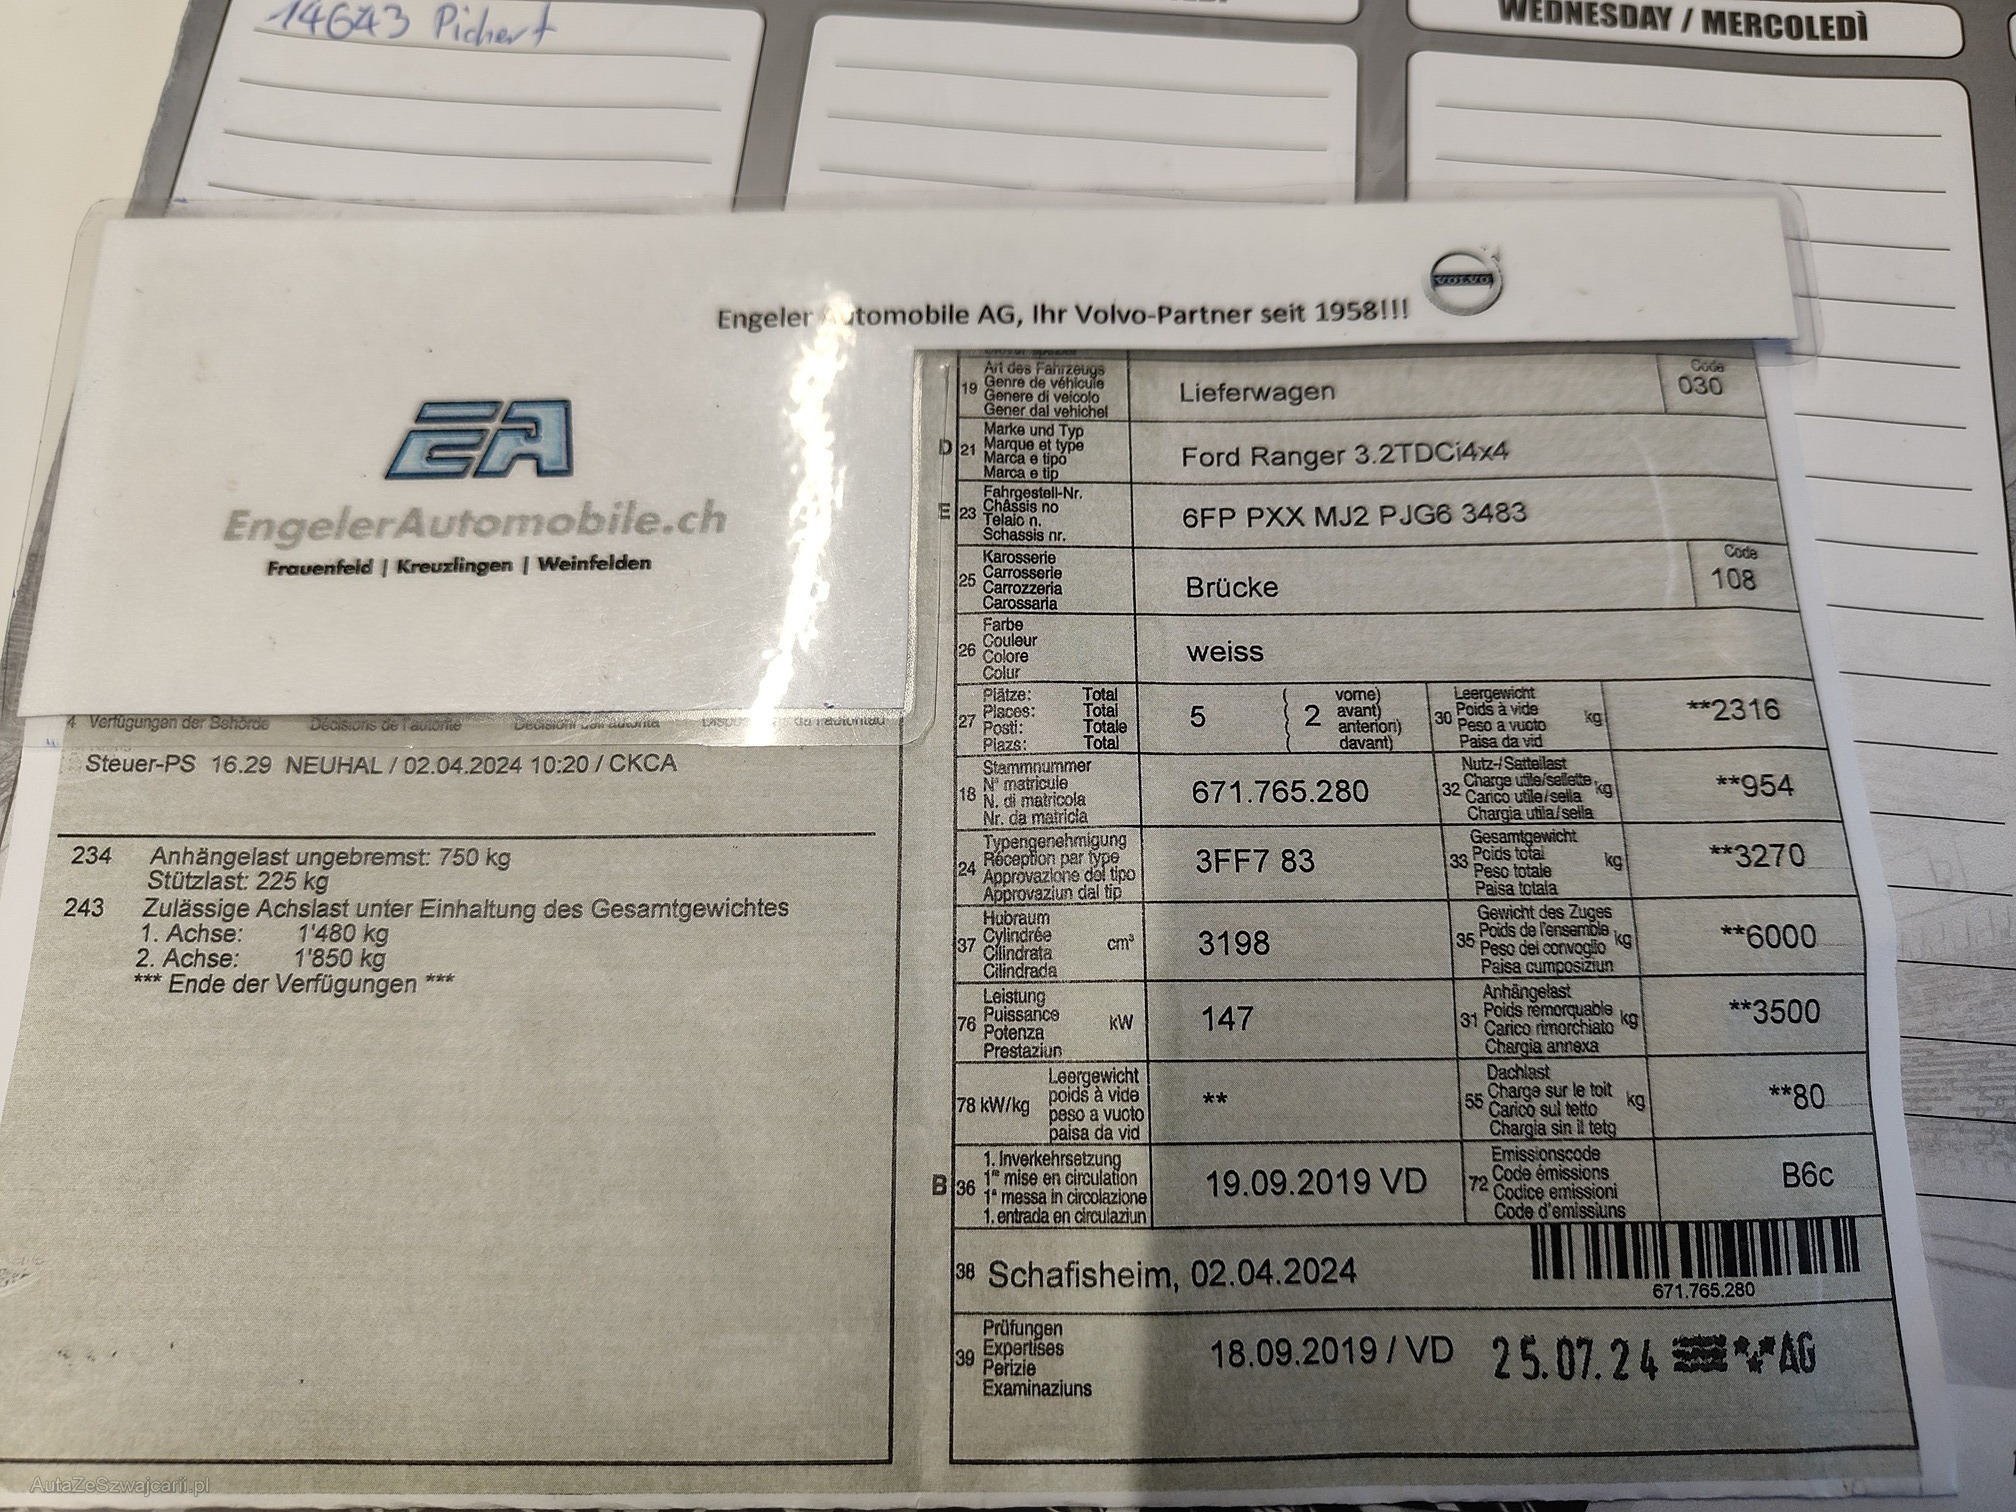 14643 Pichert
WEDNESDAY / MERCOLEDÌ
Engeler Automobile AG, Ihr Volvo-Partner seit 1958!!!
VOLVO
EA
EngelerAutomobile.ch
Frauenfeld | Kreuzlingen | Weinfelden
4 Verfügungen der Behörde Décisions de l'autorité
Steuer-PS 16.29 NEUHAL / 02.04.2024 10:20 / CKCA
234 Anhängelast ungebremst: 750 kg
Stützlast: 225 kg
243 Zulässige Achslast unter Einhaltung des Gesamtgewichtes
1. Achse: 1'480 kg
2. Achse: 1'850 kg
*** Ende der Verfügungen ***
19 Art des Fahrzeugs
Genre de véhicule
Genere di veicolo
Gener dal vehichel
Lieferwagen
Code
030
D 21 Marke und Typ
Marque et type
Marca e tipo
Marca e tip
Ford Ranger 3.2TDCi4x4
E 23 Fahrgestell-Nr.
Châssis no
Telaio n.
Schassis nr.
6FP PXX MJ2 PJG6 3483
25 Karosserie
Carrosserie
Carrozzeria
Carossaria
Brücke
Code
108
26 Farbe
Couleur
Colore
Colur
weiss
27 Plätze: Total
Places: Total
Posti: Totale
Plazs: Total
5
2
vorne)
avant)
anteriori)
davant)
30 Leergewicht
Poids à vide
Peso a vuoto
Paisa da vid
kg
**2316
18 Stammnummer
N° matricule
N. di matricola
Nr. da matricla
671.765.280
32 Nutz-/Sattellast
Charge utile/sellette
Carico utile/sella
Chargia utila/sella
kg
**954
24 Typengenehmigung
Réception par type
Approvazione del tipo
Approvaziun dal tip
3FF7 83
33 Gesamtgewicht
Poids total
Peso totale
Paisa totala
kg
**3270
37 Hubraum
Cylindrée
Cilindrata
Cilindrada
cm³
3198
35 Gewicht des Zuges
Poids de l'ensemble
Peso del convoglio
Paisa cumposiziun
kg
**6000
76 Leistung
Puissance
Potenza
Prestaziun
kW
147
31 Anhängelast
Poids remorquable
Carico rimorchiato
Chargia annexa
kg
**3500
78 kW/kg
Leergewicht
poids à vide
peso a vuoto
paisa da vid
**
55 Dachlast
Charge sur le toit
Carico sul tetto
Chargia sin il tetg
kg
**80
B 36 1. Inverkehrsetzung
1re mise en circulation
1a messa in circolazione
1. entrada en circulaziun
19.09.2019 VD
72 Emissionscode
Code émissions
Codice emissioni
Code d'emissiuns
B6c
38 Schafisheim, 02.04.2024
671.765.280
39 Prüfungen
Expertises
Perizie
Examinaziuns
18.09.2019 / VD
25.07.24 AG
AutaZeSzwajcarii.pl